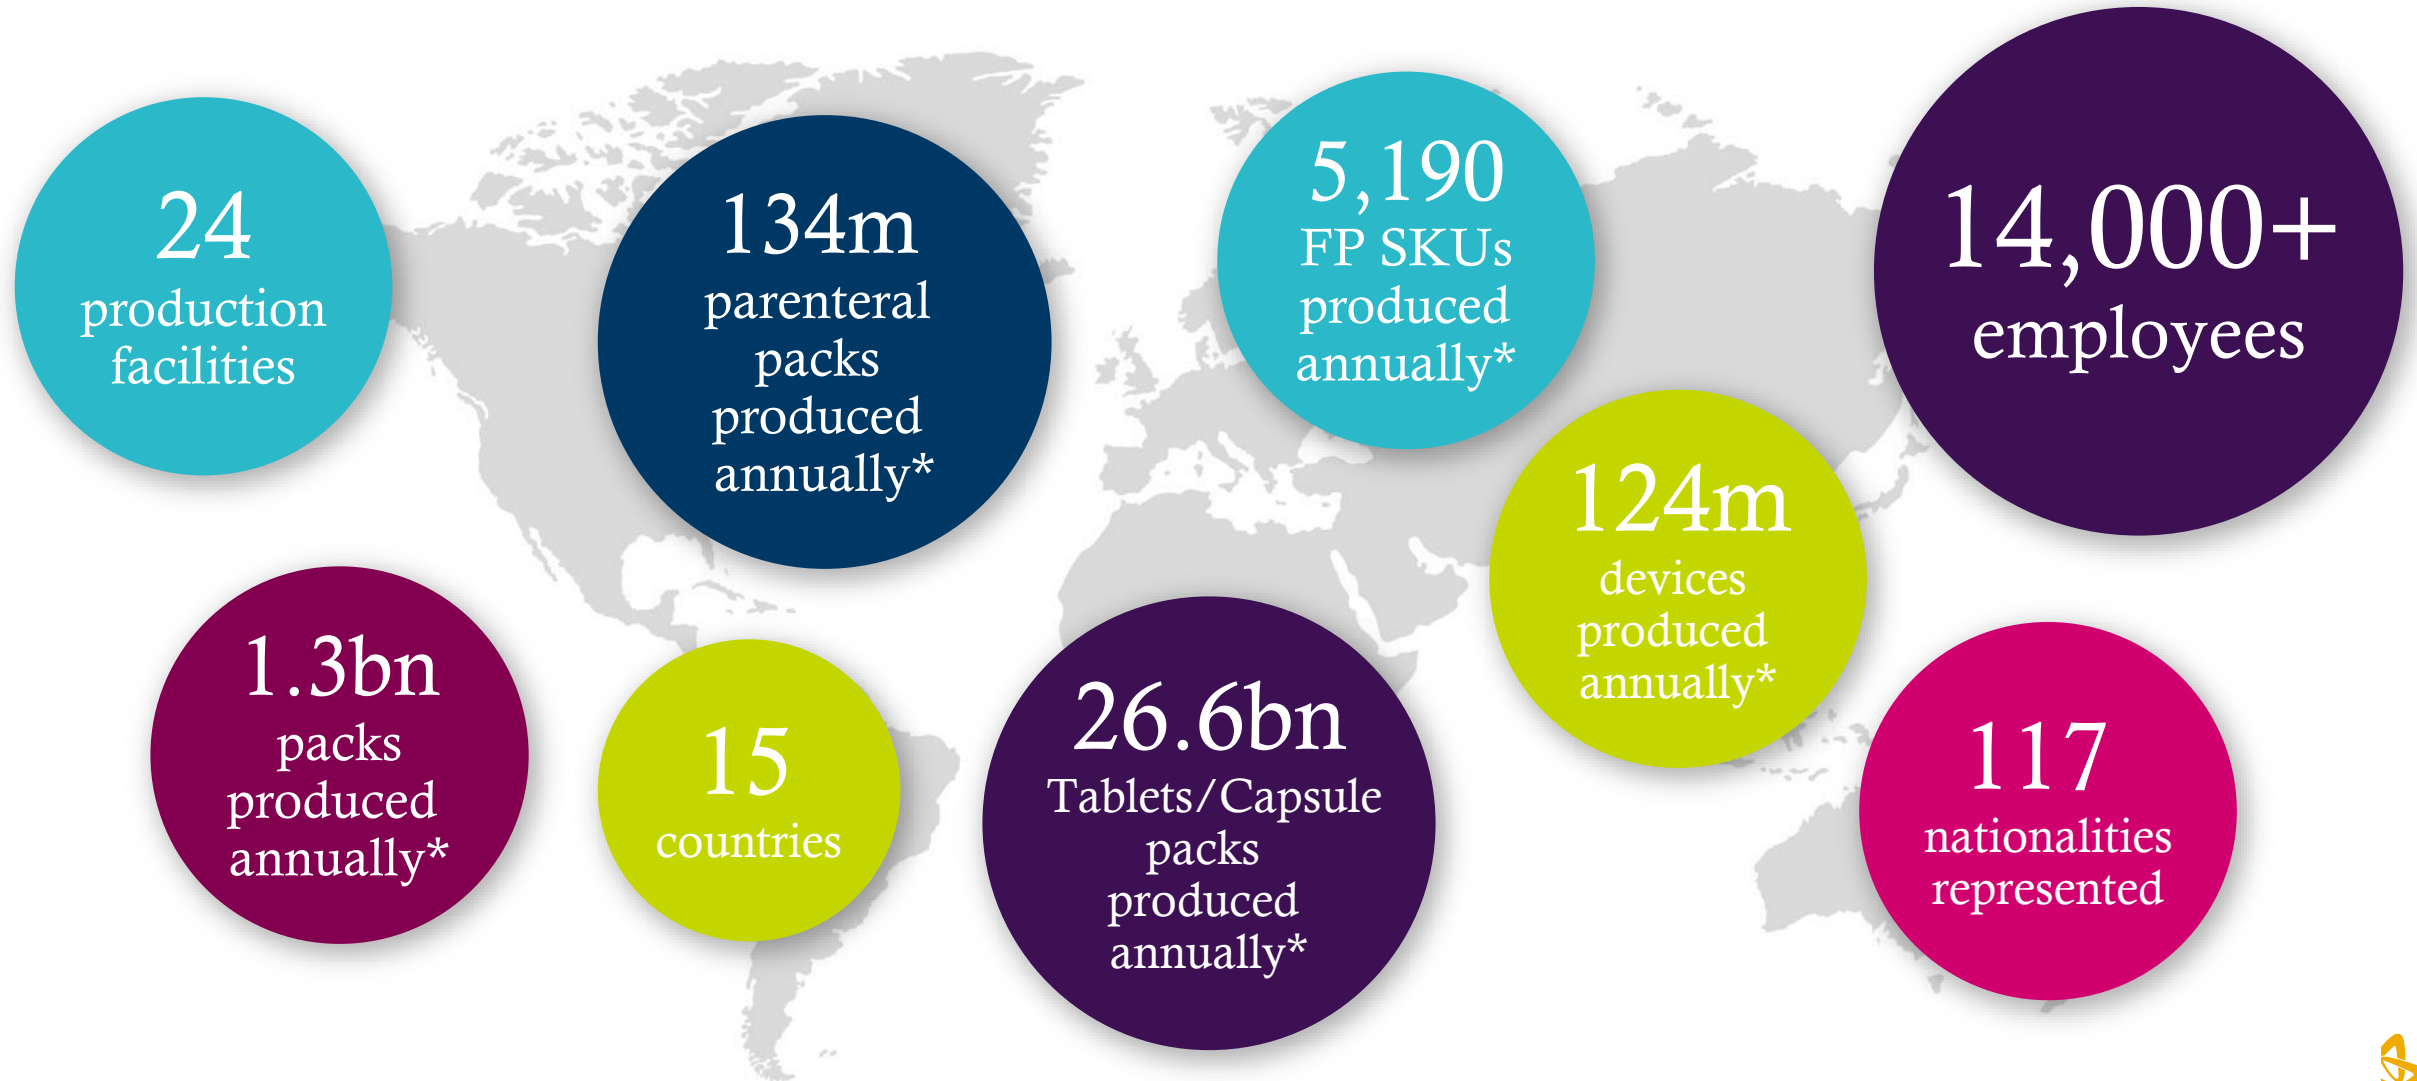 24
production
facilities
134m
parenteral
packs
produced
annually*
5,190
FP SKUs
produced
annually*
14,000+
employees
1.3bn
packs
produced
annually*
15
countries
26.6bn
Tablets/Capsule
packs
produced
annually*
124m
devices
produced
annually*
117
nationalities
represented